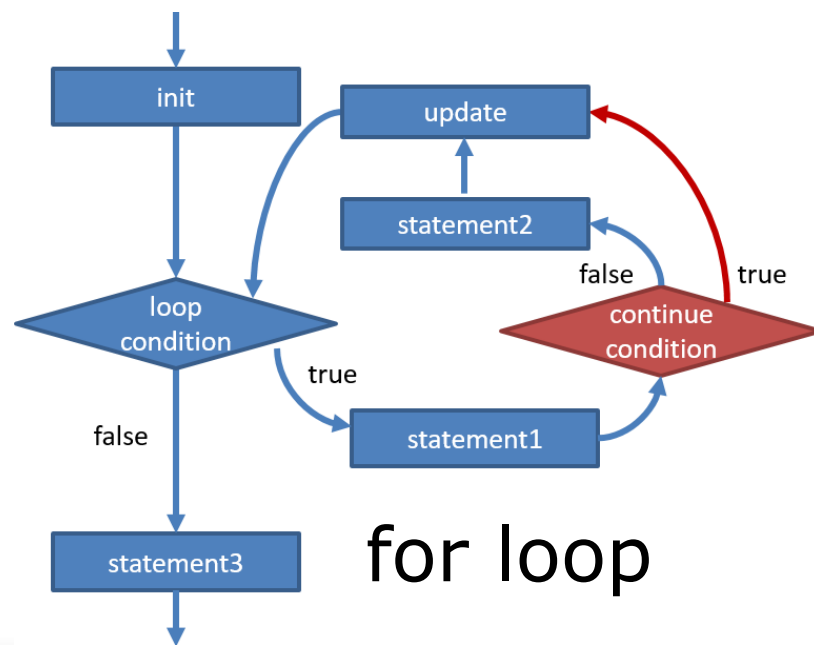 init
update
statement2
false
true
loop
condition
continue
condition
true
statement1
false
statement3
for loop